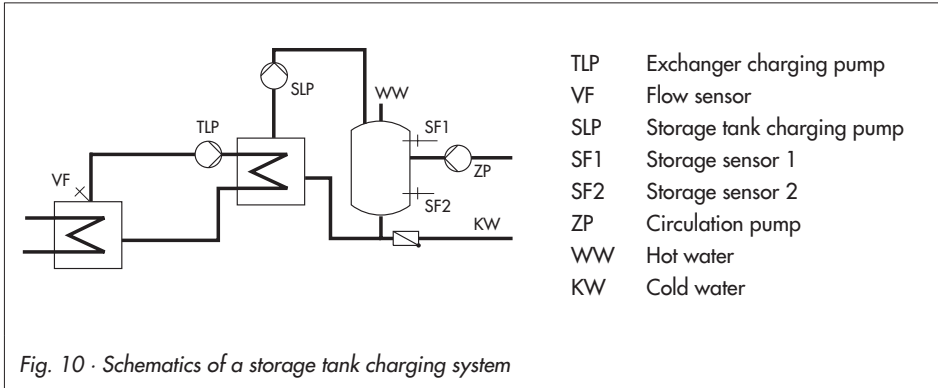 SLP
WW
TLP
SF1
ZP
VF
SF2
KW
TLP Exchanger charging pump
VF Flow sensor
SLP Storage tank charging pump
SF1 Storage sensor 1
SF2 Storage sensor 2
ZP Circulation pump
WW Hot water
KW Cold water
Fig. 10 · Schematics of a storage tank charging system